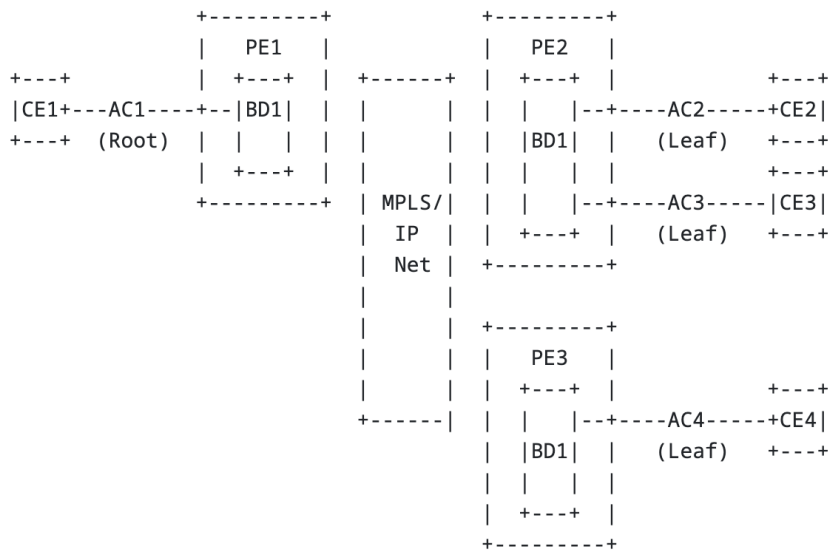 +---------+            +---------+
             |   PE1   |            |   PE2   |
+---+        |  +---+  |  +------+  |  +---+  |            +---+
|CE1+---AC1----+--|BD1|  |  |      |  |  |   |--+----AC2-----+CE2|
+---+  (Root)  |  |   |  |  |      |  |  |BD1|  |   (Leaf)   +---+
             |  +---+  |  |      |  |  |   |  |            +---+
             +---------+  | MPLS/|  |  |   |--+----AC3-----|CE3|
                          |  IP  |  |  +---+  |   (Leaf)   +---+
                          |  Net |  +---------+
                          |      |
                          |      |  +---------+
                          |      |  |   PE3   |
                          |      |  |  +---+  |            +---+
                          +------|  |  |   |--+----AC4-----+CE4|
                                    |  |BD1|  |   (Leaf)   +---+
                                    |  |   |  |
                                    |  +---+  |
                                    +---------+